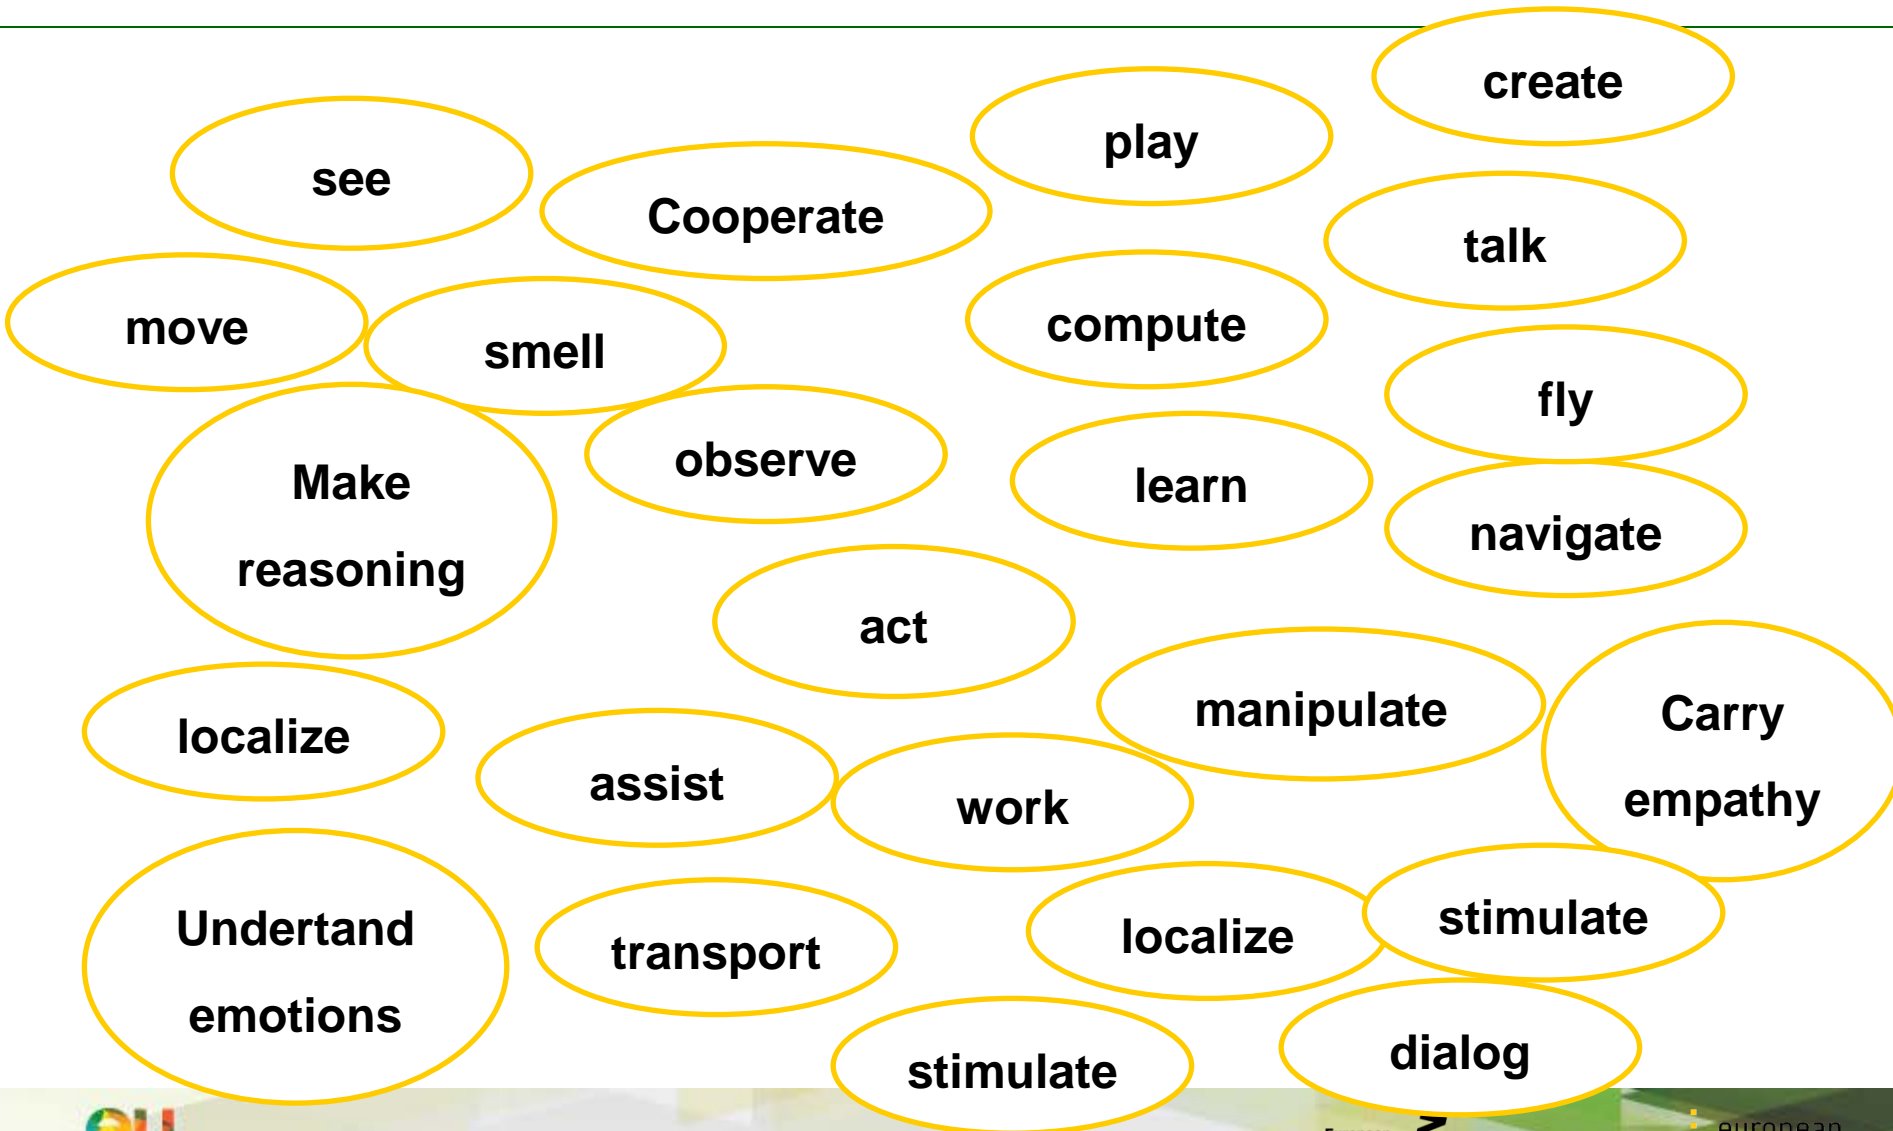 create
play
see
Cooperate
talk
move
smell
compute
fly
observe
Make
reasoning
learn
navigate
act
manipulate
Carry
empathy
localize
assist
work
Undertand
emotions
transport
localize
stimulate
stimulate
dialog
european